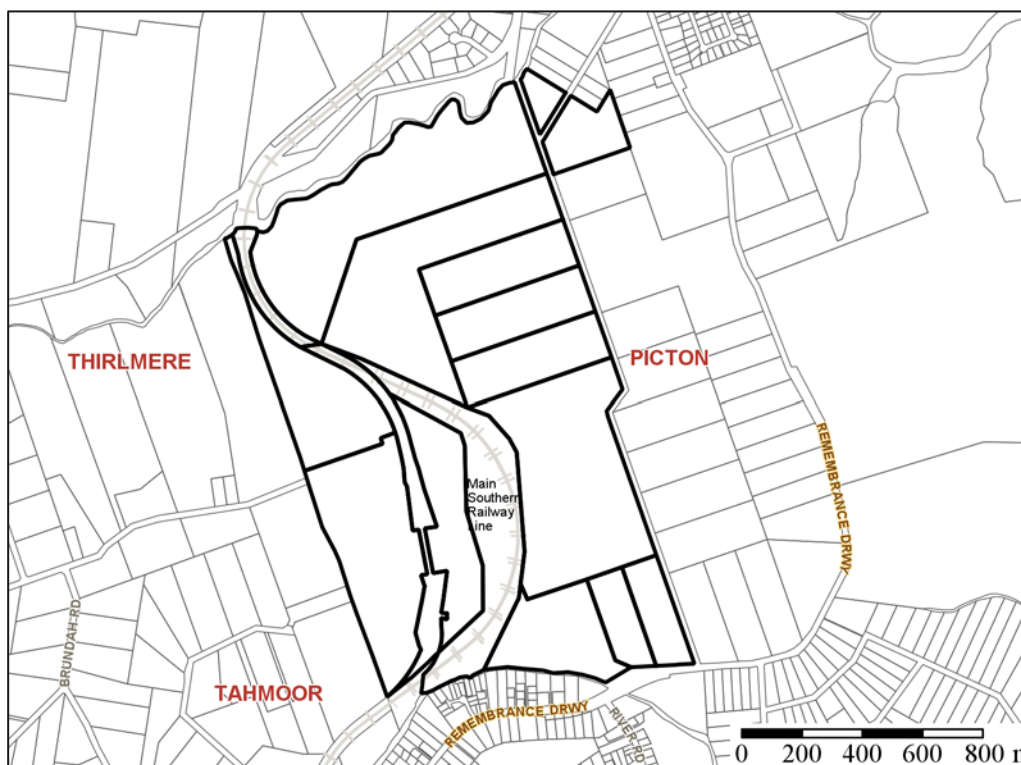 THIRLMERE
PICTON
REMEMBRANCE DRWY
Main
Southern
Railway
Line
BRUNDAH RD
TAHMOOR
REMEMBRANCE DRWY
RIVER RD
0 200 400 600 800 m